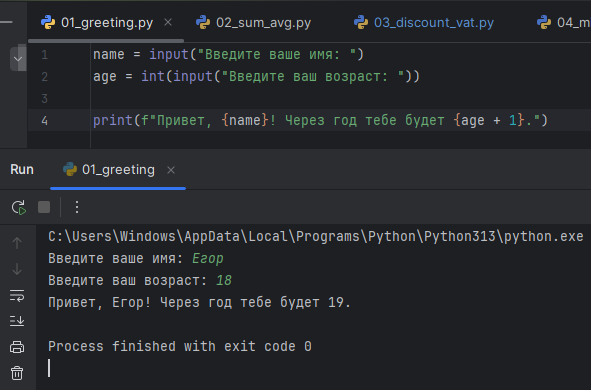 01_greeting.py 02_sum_avg.py 03_discount_vat.py 04_m
1 name = input("Введите ваше имя: ")
2 age = int(input("Введите ваш возраст: "))
3
4 print(f"Привет, {name}! Через год тебе будет {age + 1}.")
Run 01_greeting
C:\Users\Windows\AppData\Local\Programs\Python\Python313\python.exe
Введите ваше имя: Егор
Введите ваш возраст: 18
Привет, Егор! Через год тебе будет 19.
Process finished with exit code 0